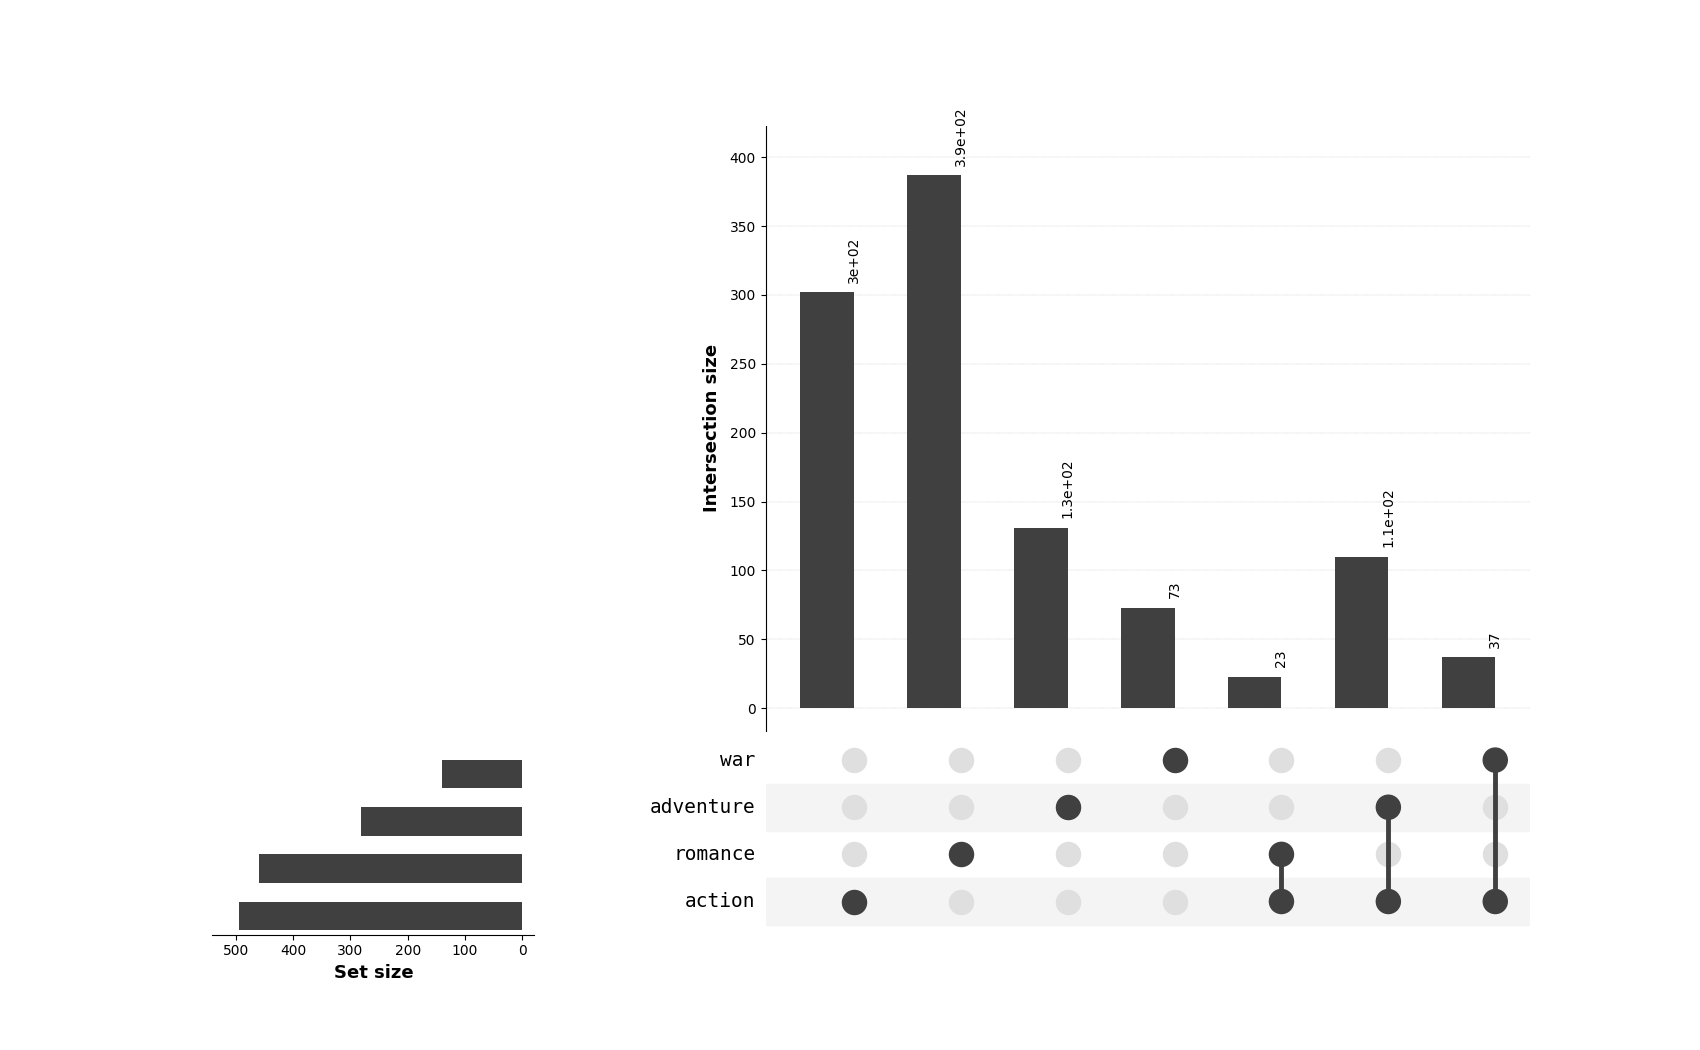 3.9e+02
400
350
3e+02
300
250
Intersection size
200
1.3e+02
1.1e+02
150
100
73
50
37
23
0
war
adventure
romance
action
500 400 300 200 100 0
Set size